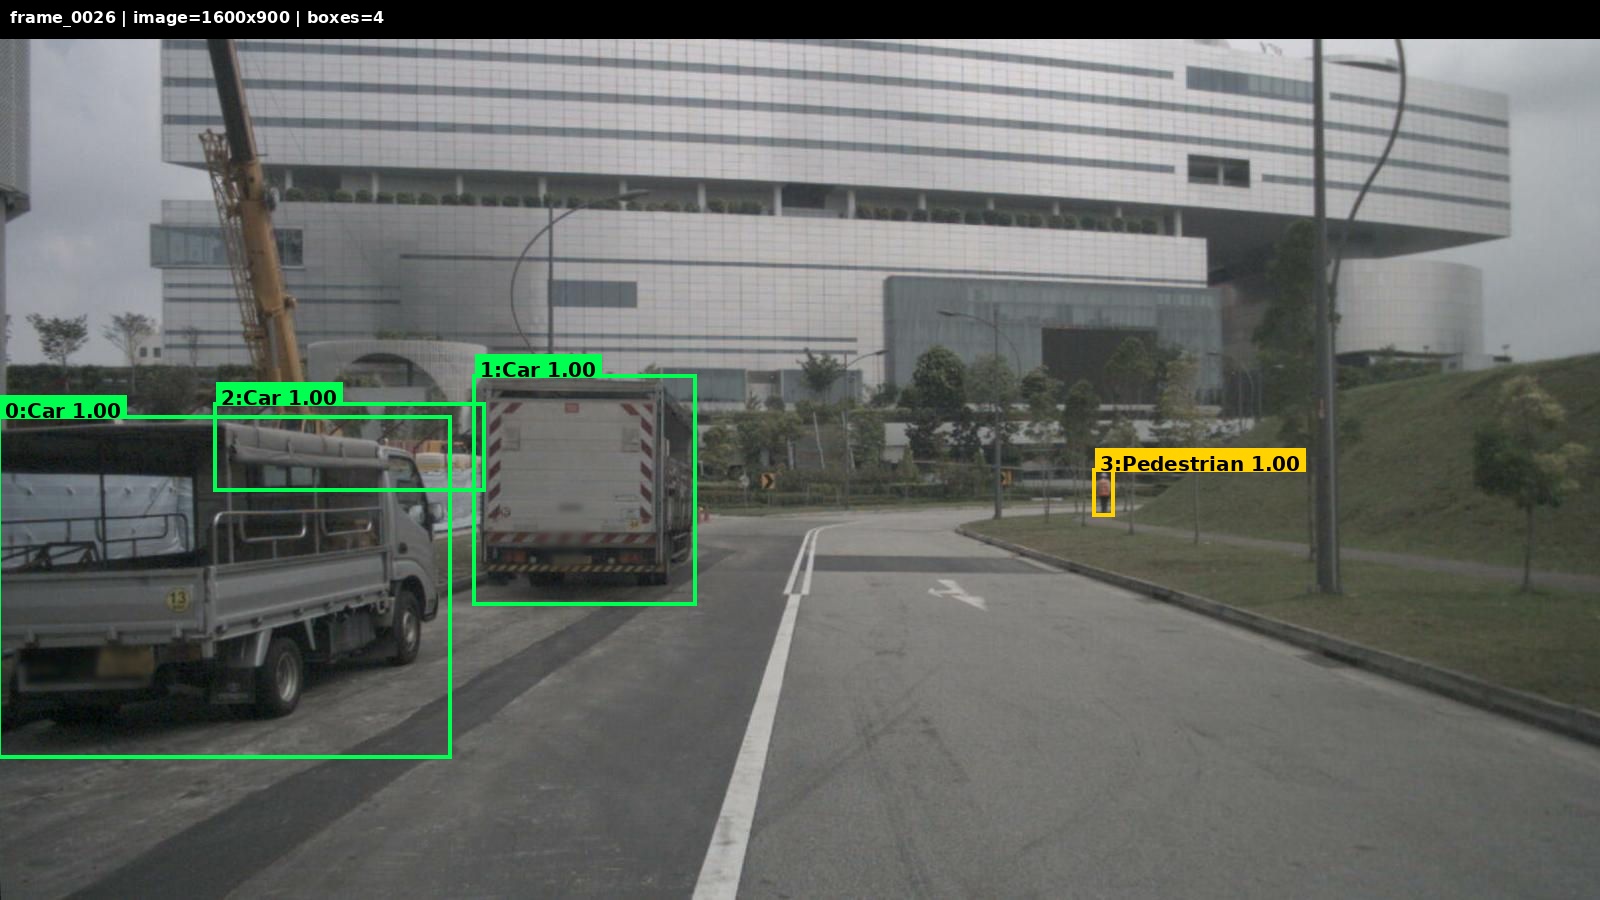 frame_0026 | image=1600x900 | boxes=4
1:Car 1.00
2:Car 1.00
0:Car 1.00
3:Pedestrian 1.00
13